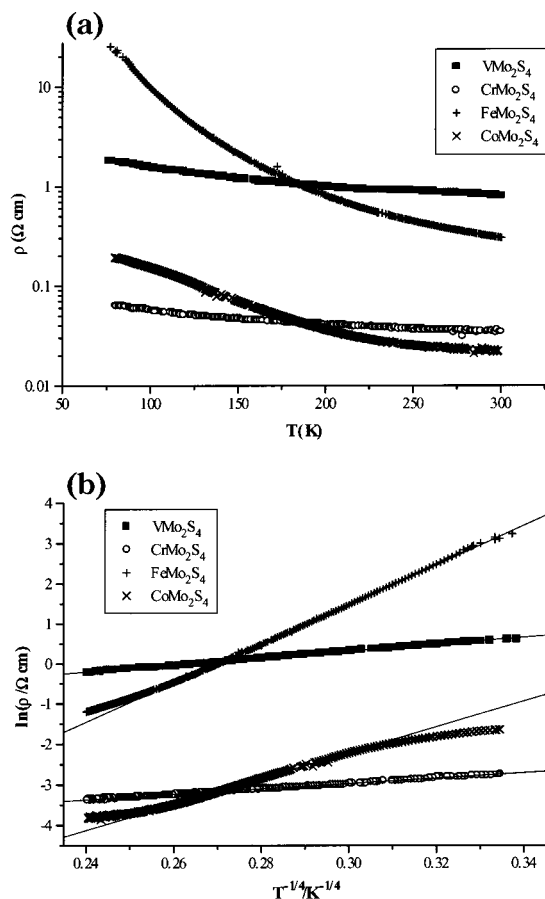 (a)
VMo₂S₄
CrMo₂S₄
FeMo₂S₄
CoMo₂S₄
10
1
0.1
0.01
ρ (Ω cm)
50 100 150 200 250 300
T(K)
(b)
VMo₂S₄
CrMo₂S₄
FeMo₂S₄
CoMo₂S₄
4
3
2
1
0
-1
-2
-3
-4
ln(ρ /Ω cm)
0.24 0.26 0.28 0.30 0.32 0.34
T⁻¹/⁴/K⁻¹/⁴